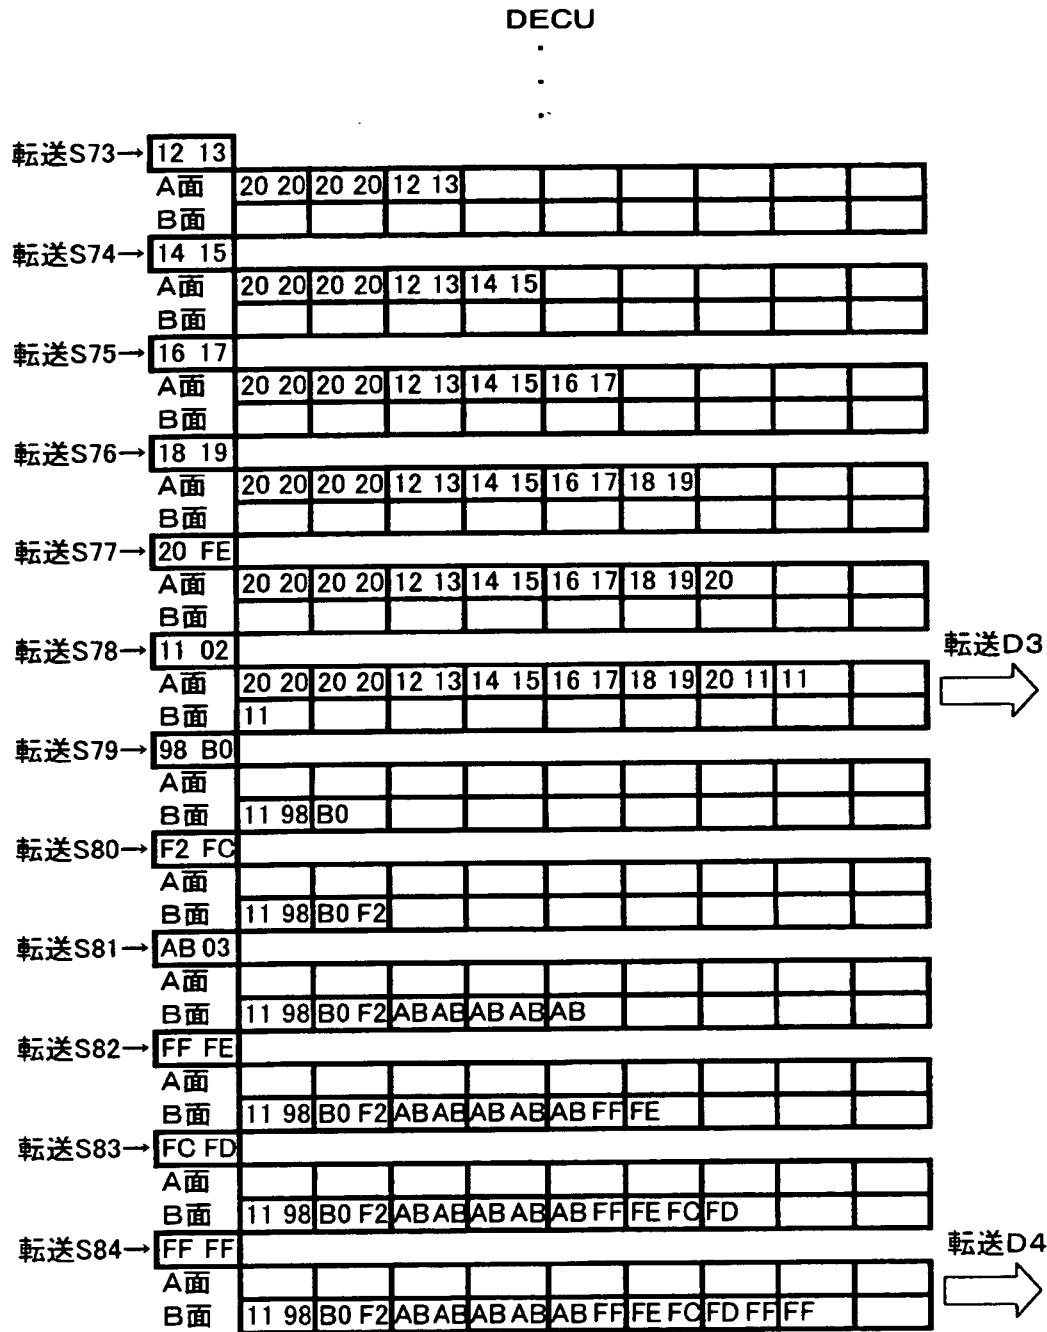 DECU
転送S73→ 12 13
A面 20 20 20 20 12 13
B面
転送S74→ 14 15
A面 20 20 20 20 12 13 14 15
B面
転送S75→ 16 17
A面 20 20 20 20 12 13 14 15 16 17
B面
転送S76→ 18 19
A面 20 20 20 20 12 13 14 15 16 17 18 19
B面
転送S77→ 20 FE
A面 20 20 20 20 12 13 14 15 16 17 18 19 20
B面
転送S78→ 11 02 転送D3
A面 20 20 20 20 12 13 14 15 16 17 18 19 20 11 11
B面 11
転送S79→ 98 B0
A面
B面 11 98 B0
転送S80→ F2 FC
A面
B面 11 98 B0 F2
転送S81→ AB 03
A面
B面 11 98 B0 F2 AB AB AB AB AB
転送S82→ FF FE
A面
B面 11 98 B0 F2 AB AB AB AB AB FF FE
転送S83→ FC FD
A面
B面 11 98 B0 F2 AB AB AB AB AB FF FE FC FD
転送S84→ FF FF 転送D4
A面
B面 11 98 B0 F2 AB AB AB AB AB FF FE FC FD FF FF